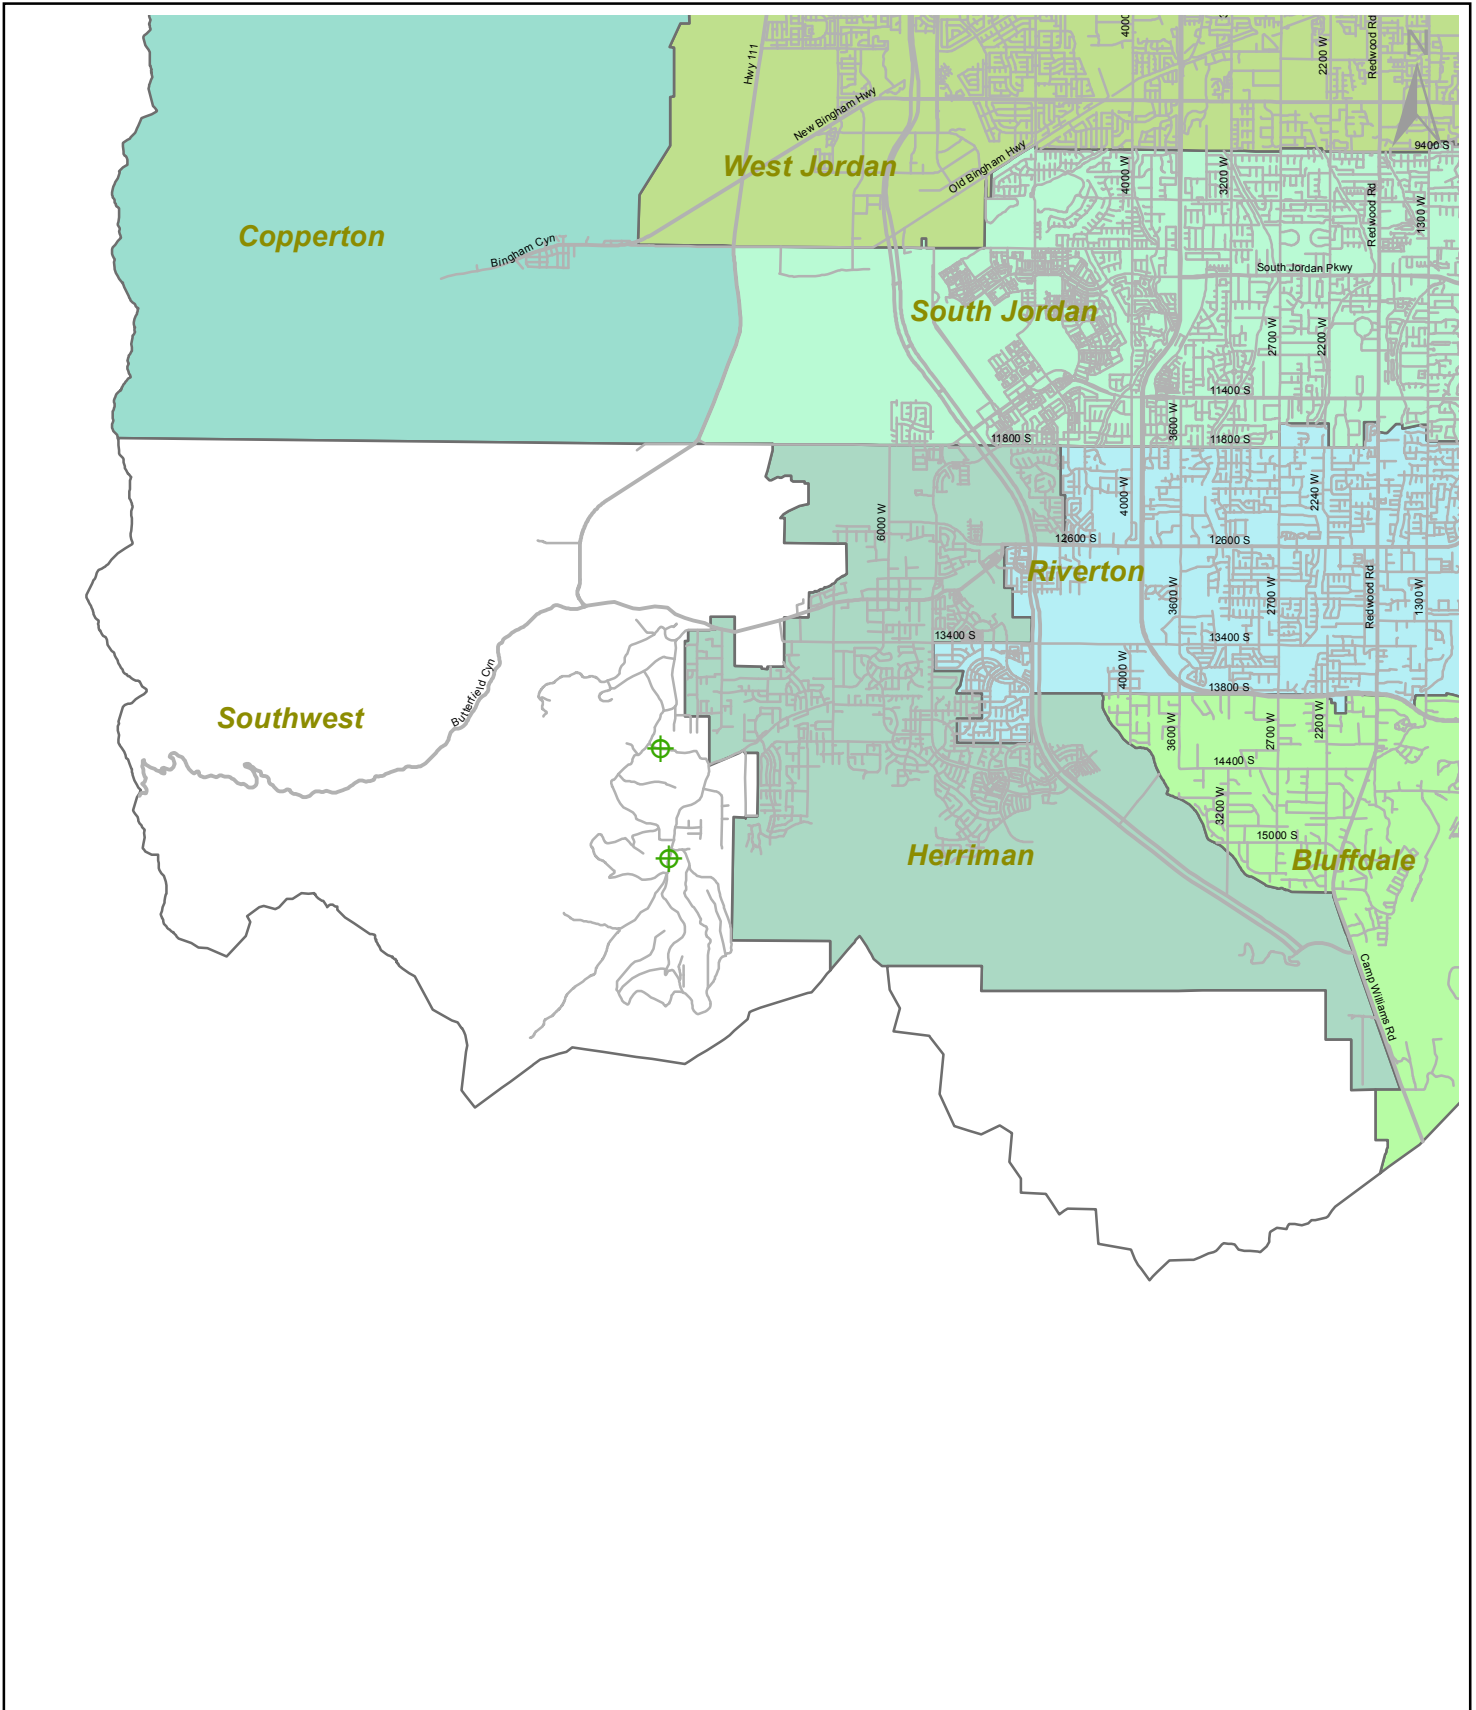 4000
S
2200 W
Redwood Rd
N
Hwy 111
New Bingham Hwy
West Jordan
Old Bingham Hwy
9400 S
4000 W
3200 W
Redwood Rd
1300 W
Copperton
Bingham Cyn
South Jordan Pkwy
South Jordan
2700 W
2200 W
11400 S
3600 W
11800 S
11800 S
4000 W
2240 W
6000 W
12600 S
12600 S
Riverton
3600 W
2700 W
Redwood Rd
1300 W
13400 S
13400 S
4000 W
13800 S
Butterfield Cyn
Southwest
3600 W
2700 W
2200 W
14400 S
3200 W
15000 S
Herriman
Bluffdale
Camp Williams Rd